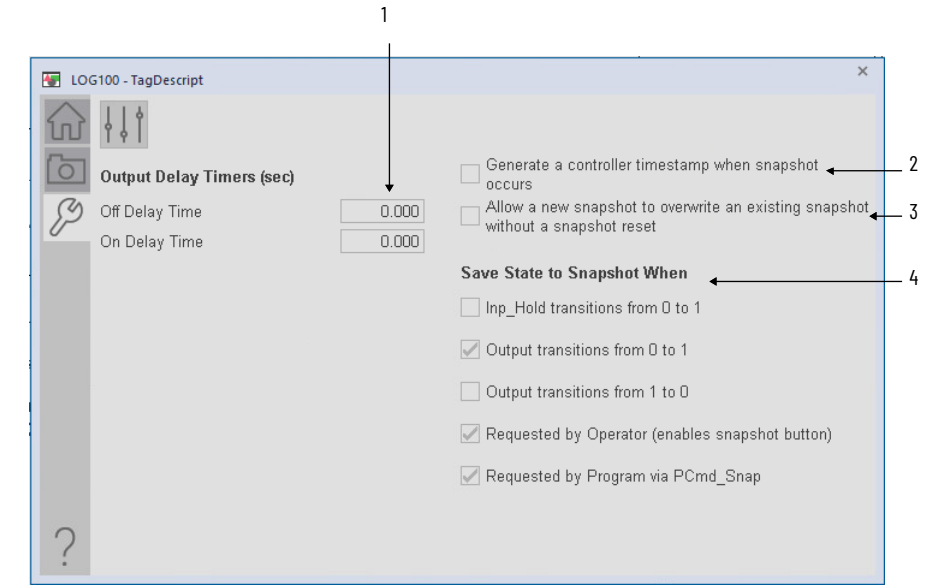 1
LOG100 - TagDescript
Output Delay Timers (sec)
Off Delay Time 0.000
On Delay Time 0.000
Generate a controller timestamp when snapshot
occurs
2
Allow a new snapshot to overwrite an existing snapshot
without a snapshot reset
3
Save State to Snapshot When
4
Inp_Hold transitions from 0 to 1
Output transitions from 0 to 1
Output transitions from 1 to 0
Requested by Operator (enables snapshot button)
Requested by Program via PCmd_Snap
?